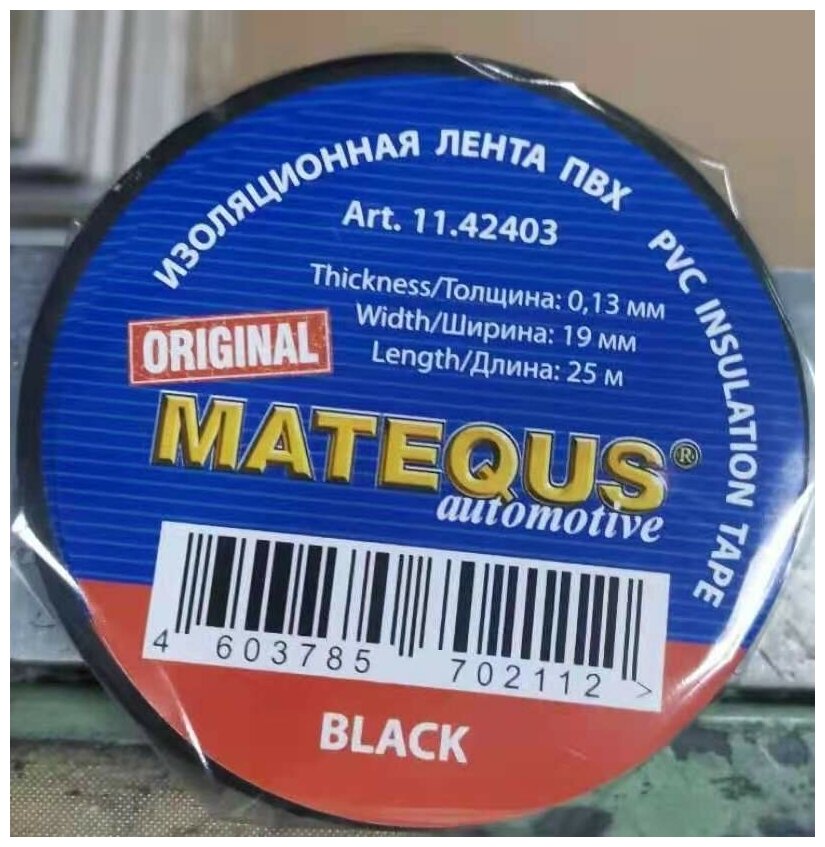 ИЗОЛЯЦИОННАЯ ЛЕНТА ПВХ
PVC INSULATION TAPE
Art. 11.42403
Thickness/Толщина: 0,13 мм
Width/Ширина: 19 мм
Length/Длина: 25 м
ORIGINAL
MATEQUS®
automotive
4 603785 702112 >
BLACK